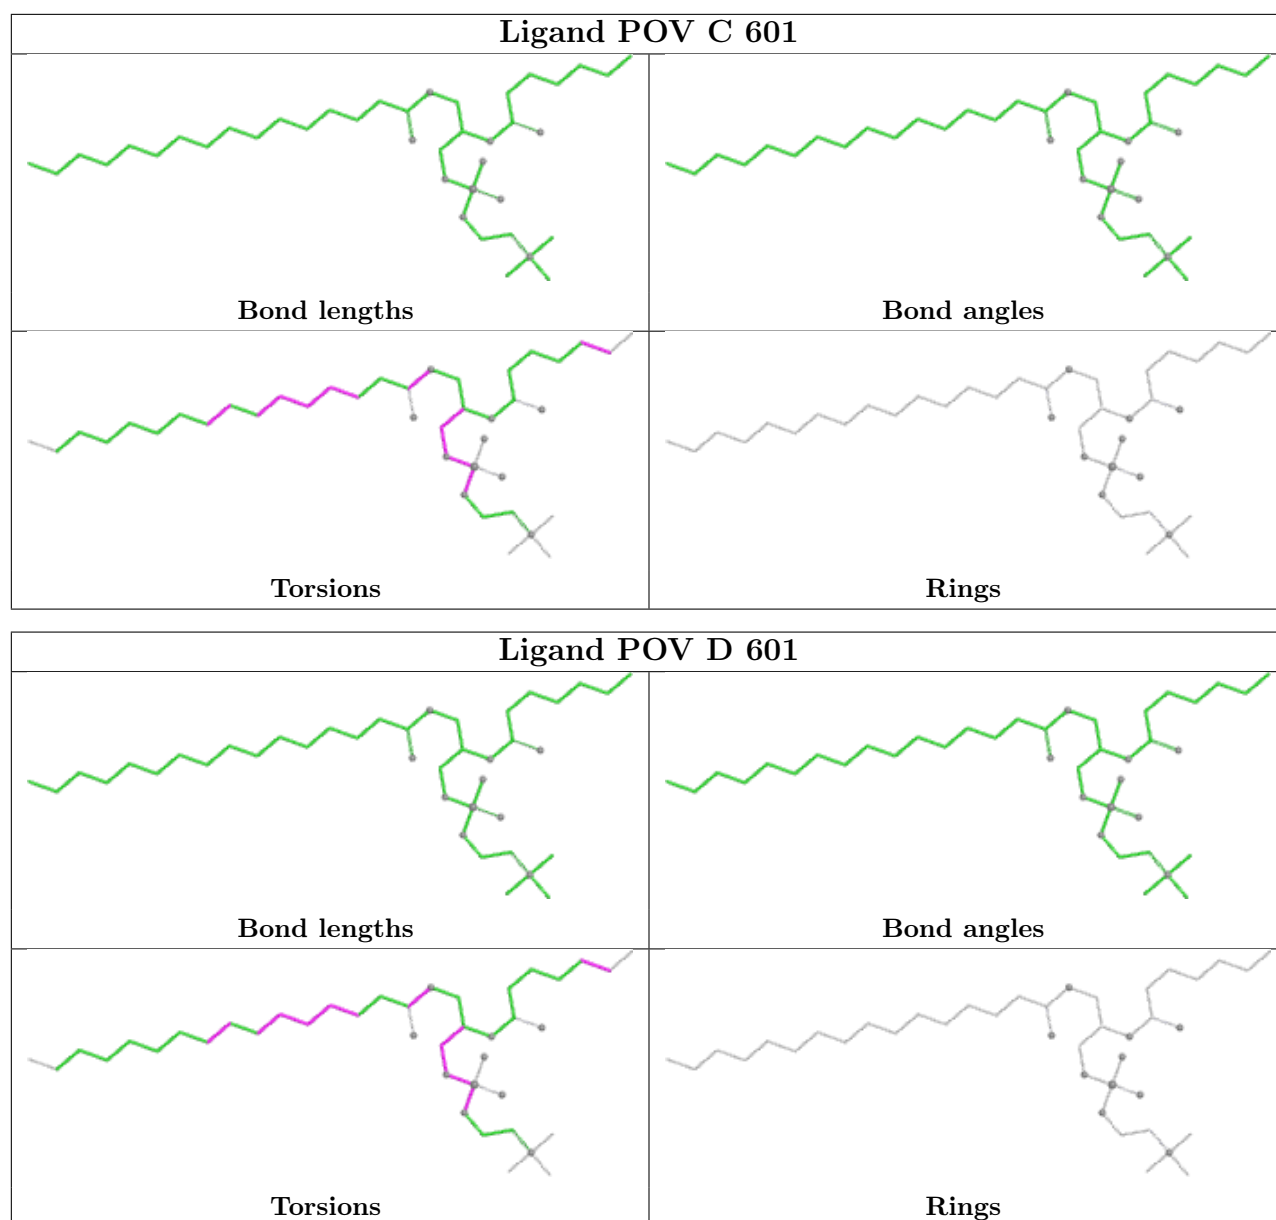 Ligand POV C 601
Bond lengths
Bond angles
Torsions
Rings
Ligand POV D 601
Bond lengths
Bond angles
Torsions
Rings